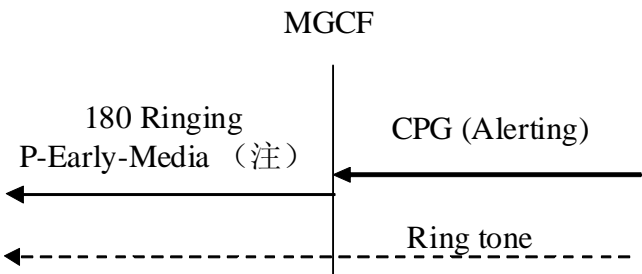 MGCF
180 Ringing
P-Early-Media （注）
CPG (Alerting)
Ring tone